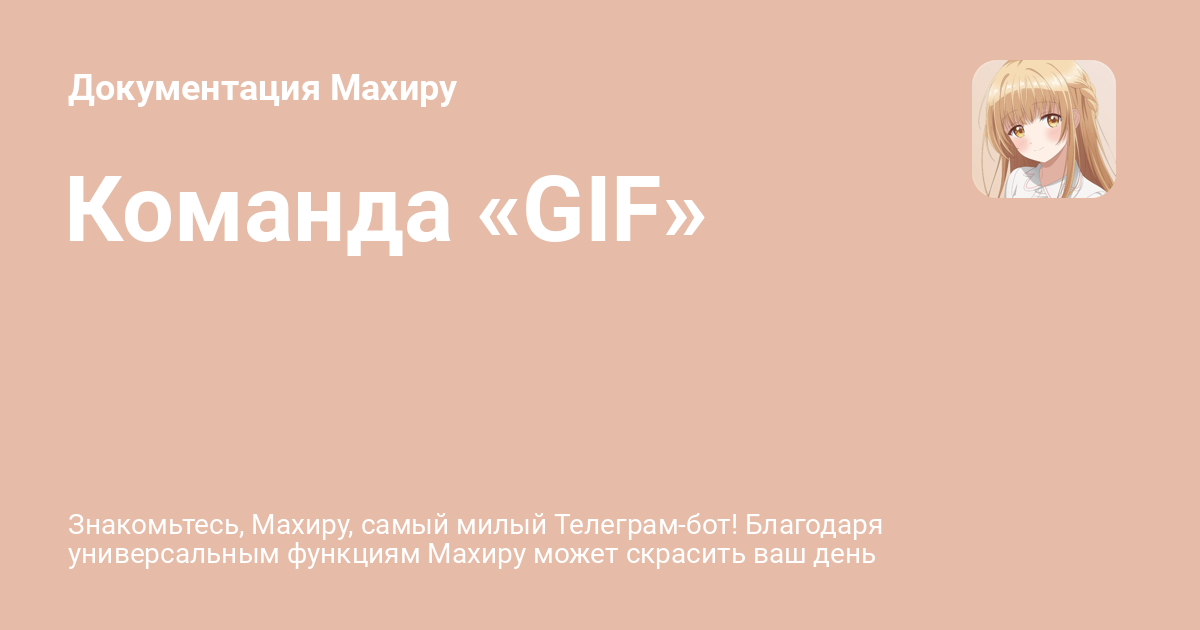 Документация Махиру
Команда «GIF»
Знакомьтесь, Махиру, самый милый Телеграм-бот! Благодаря
универсальным функциям Махиру может скрасить ваш день